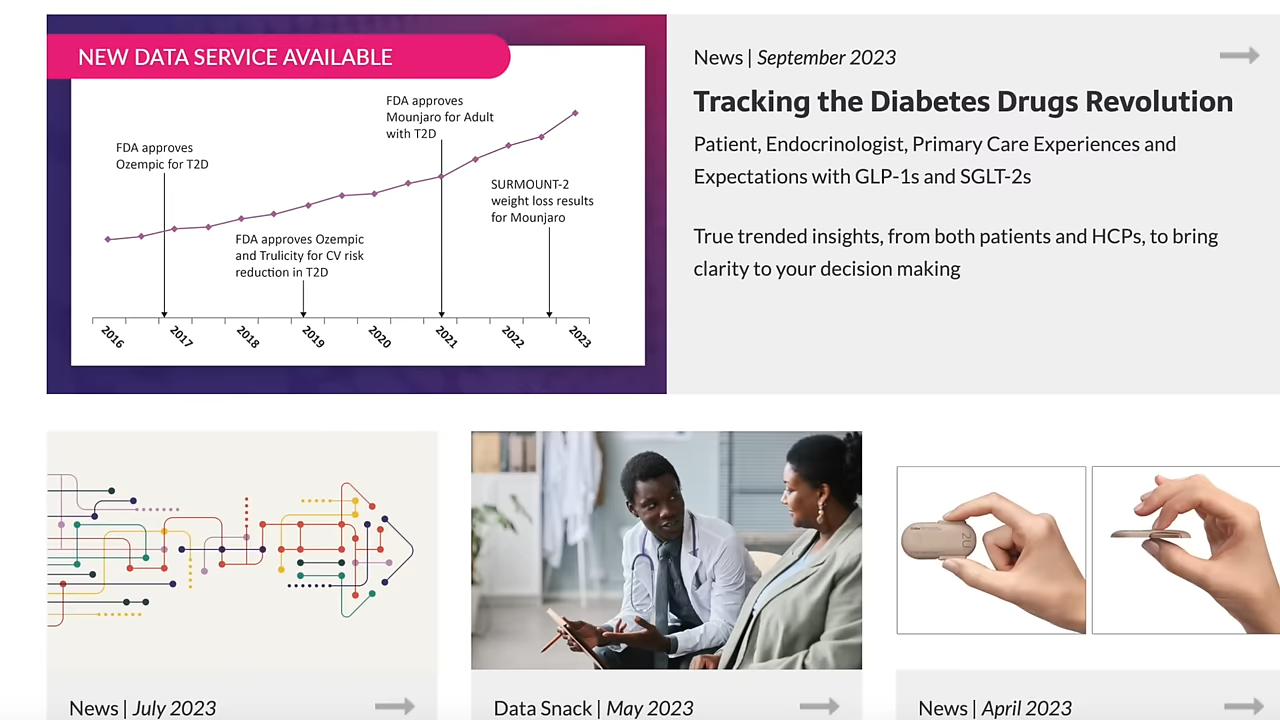 NEW DATA SERVICE AVAILABLE
FDA approves
Ozempic for T2D
FDA approves
Mounjaro for Adult
with T2D
SURMOUNT-2
weight loss results
for Mounjaro
FDA approves Ozempic
and Trulicity for CV risk
reduction in T2D
2016
2017
2018
2019
2020
2021
2022
2023
News | September 2023
Tracking the Diabetes Drugs Revolution
Patient, Endocrinologist, Primary Care Experiences and
Expectations with GLP-1s and SGLT-2s
True trended insights, from both patients and HCPs, to bring
clarity to your decision making
20
News | July 2023
Data Snack | May 2023
News | April 2023